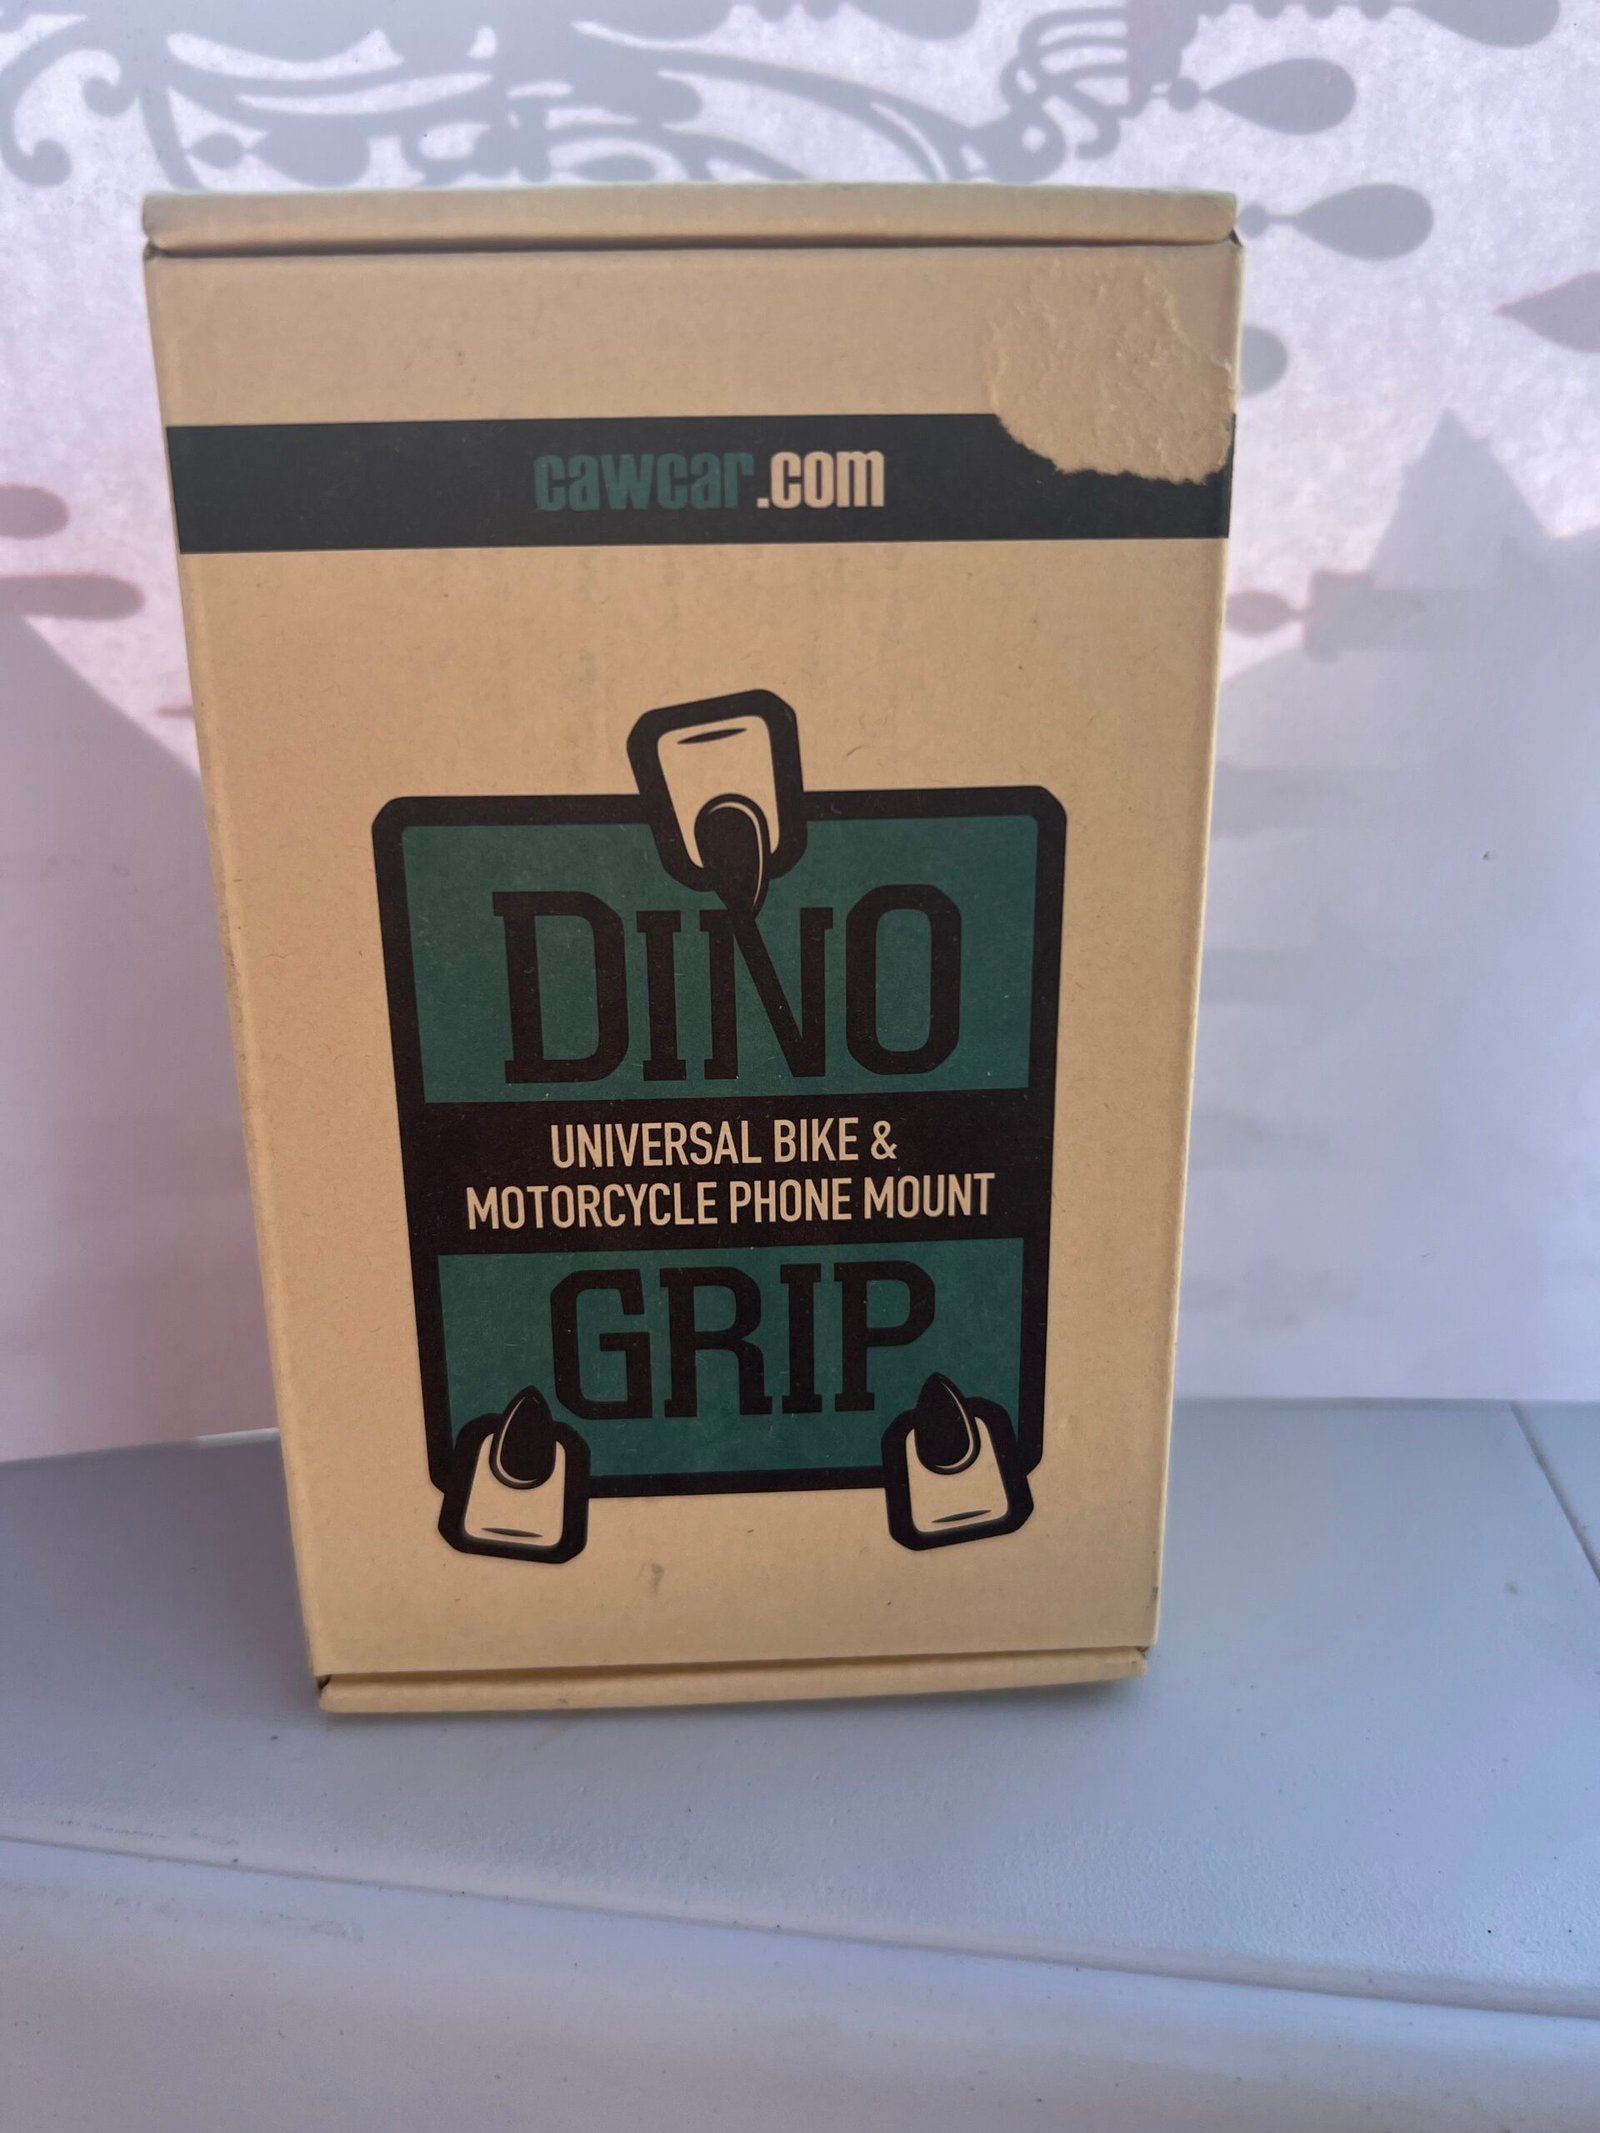 cawcar.com
DINO
UNIVERSAL BIKE &
MOTORCYCLE PHONE MOUNT
GRIP